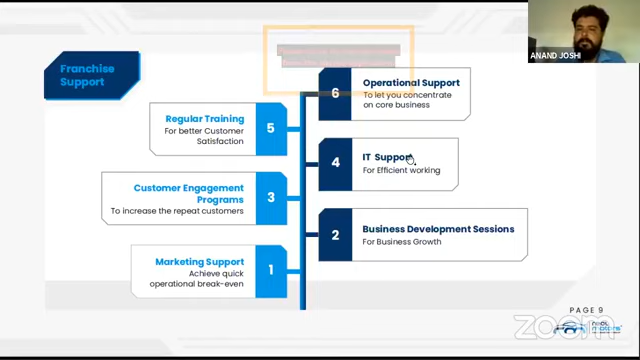 ANAND JOSHI
Franchise
Support
6
Operational Support
To let you concentrate
on core business
Regular Training
For better Customer
Satisfaction
5
4
IT Support
For Efficient working
Customer Engagement
Programs
To increase the repeat customers
3
2
Business Development Sessions
For Business Growth
Marketing Support
Achieve quick
operational break-even
1
PAGE 9
motors
zoom